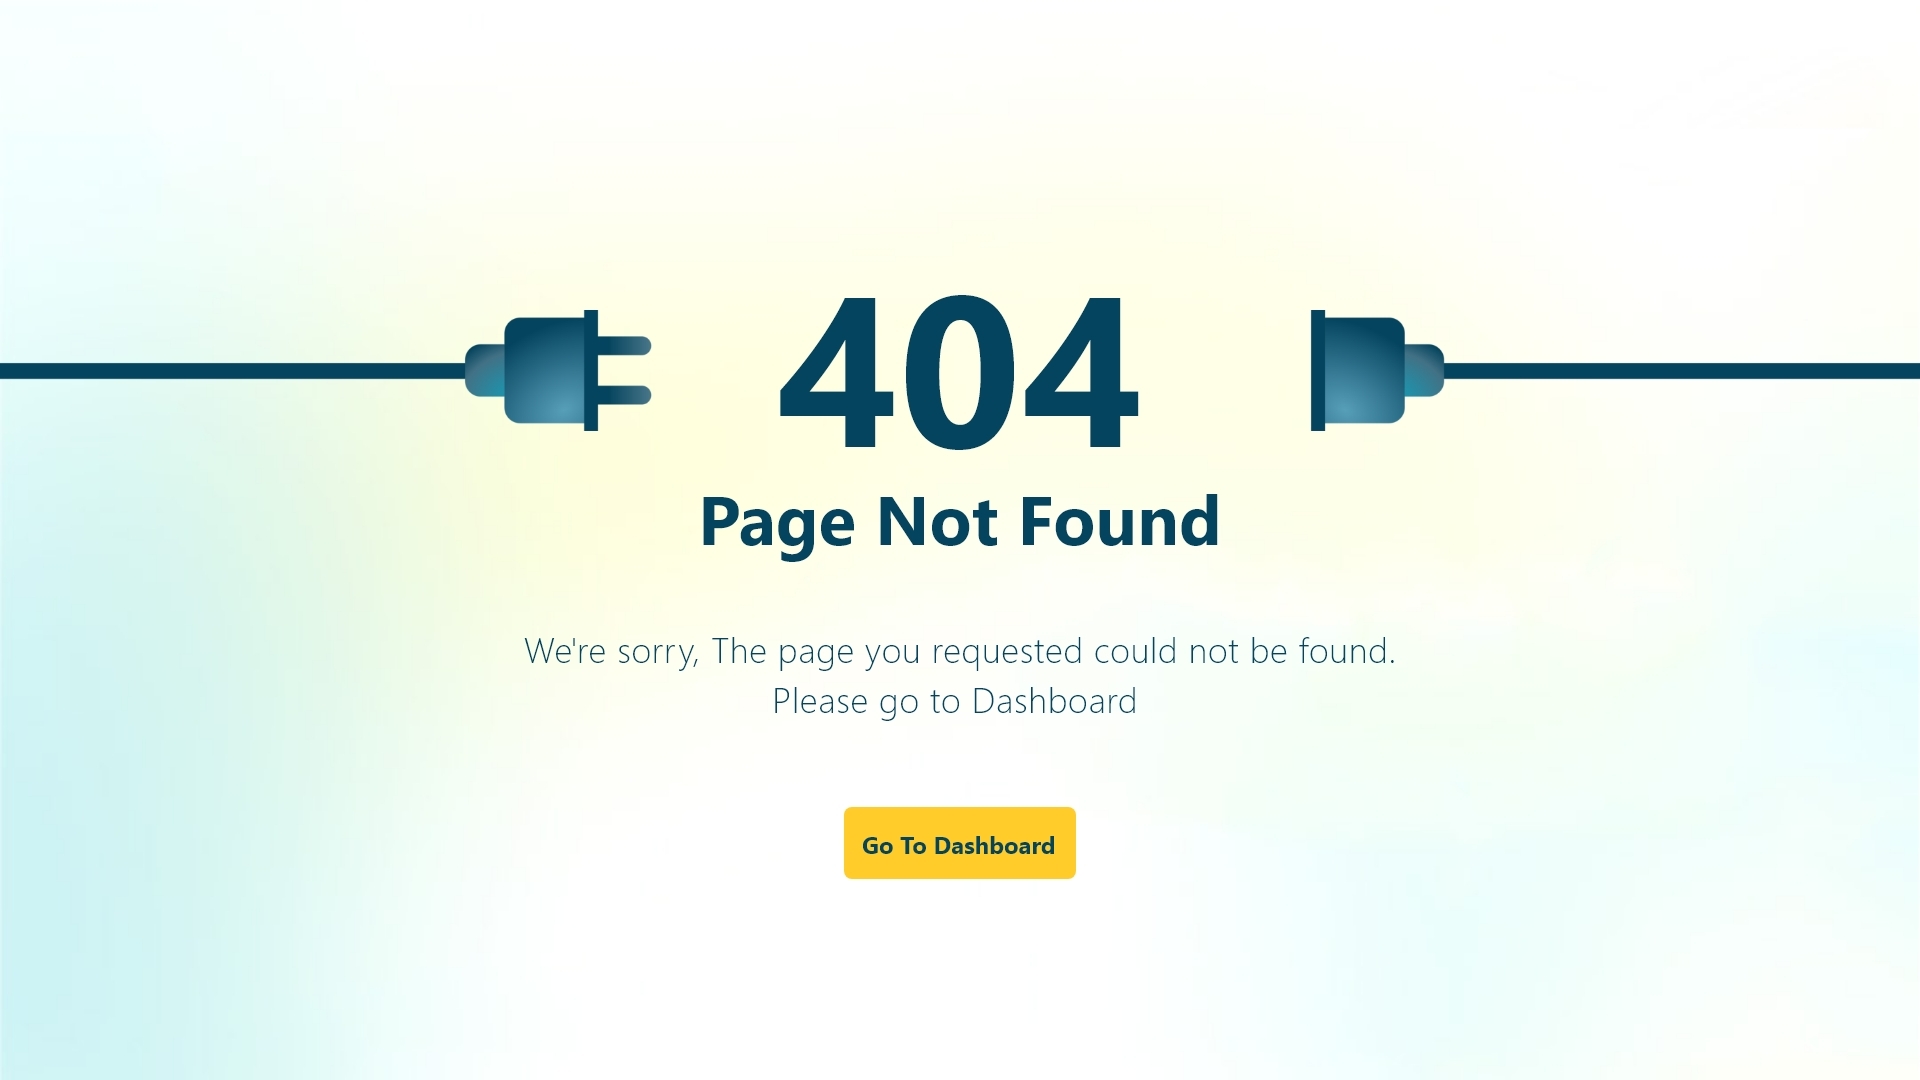 404
Page Not Found
We're sorry, The page you requested could not be found.
Please go to Dashboard
Go To Dashboard